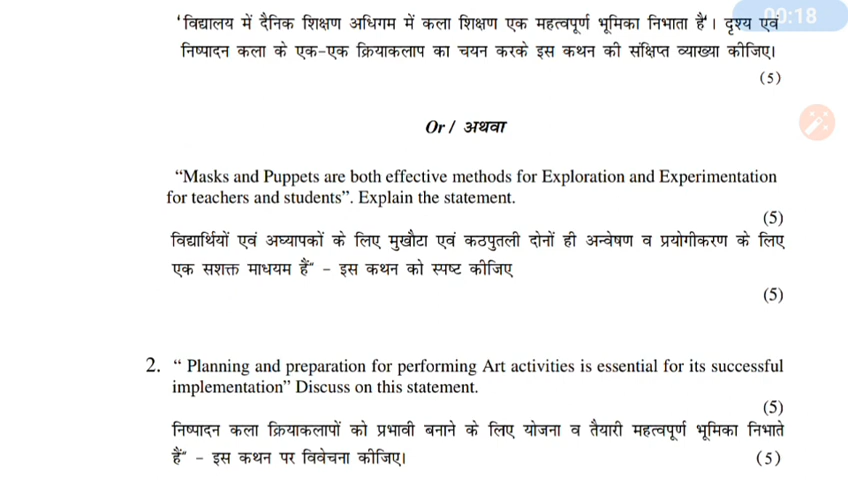 'विद्यालय में दैनिक शिक्षण अधिगम में कला शिक्षण एक महत्वपूर्ण भूमिका निभाता है'। दृश्य एवं
00:18
निष्पादन कला के एक-एक क्रियाकलाप का चयन करके इस कथन की संक्षिप्त व्याख्या कीजिए।
(5)
Or / अथवा
“Masks and Puppets are both effective methods for Exploration and Experimentation
for teachers and students”. Explain the statement.
(5)
विद्यार्थियों एवं अध्यापकों के लिए मुखौटा एवं कठपुतली दोनों ही अन्वेषण व प्रयोगीकरण के लिए
एक सशक्त माधयम हैं" - इस कथन को स्पष्ट कीजिए
(5)
2. “ Planning and preparation for performing Art activities is essential for its successful
implementation” Discuss on this statement.
(5)
निष्पादन कला क्रियाकलापों को प्रभावी बनाने के लिए योजना व तैयारी महत्वपूर्ण भूमिका निभाते
हैं" - इस कथन पर विवेचना कीजिए। (5)